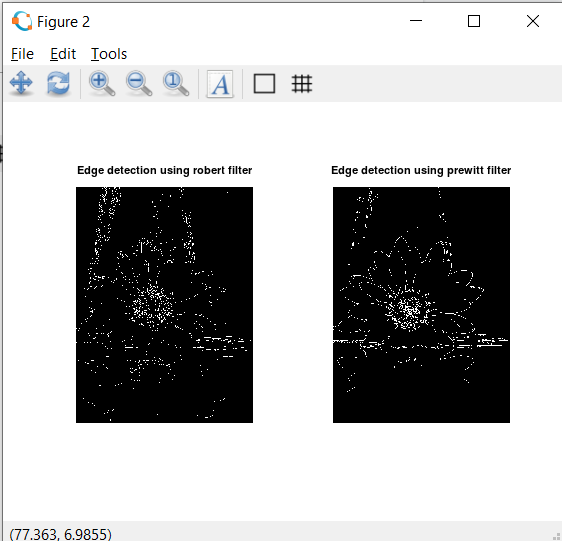 Figure 2
File Edit Tools
A
Edge detection using robert filter
Edge detection using prewitt filter
(77.363, 6.9855)